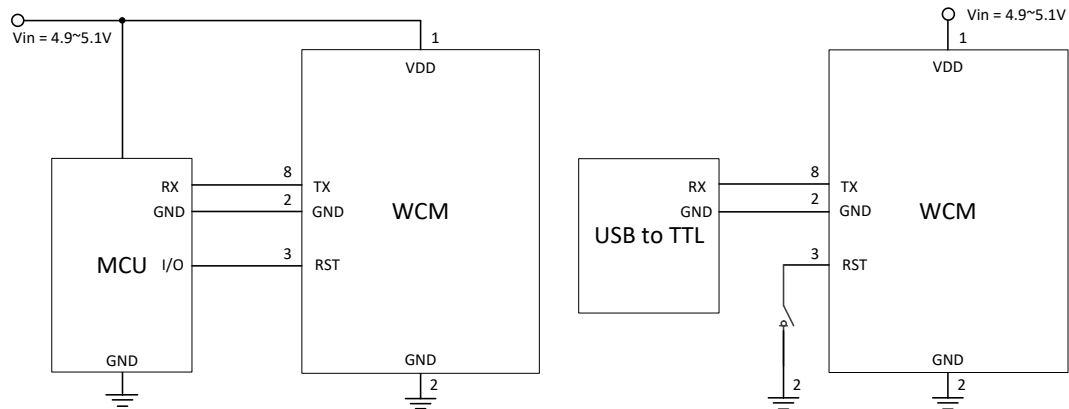 Vin = 4.9~5.1V
1
VDD
RX
8
TX
GND
2
GND
WCM
MCU
I/O
3
RST
GND
GND
2
Vin = 4.9~5.1V
1
VDD
RX
8
TX
GND
2
GND
WCM
USB to TTL
3
RST
GND
2
2